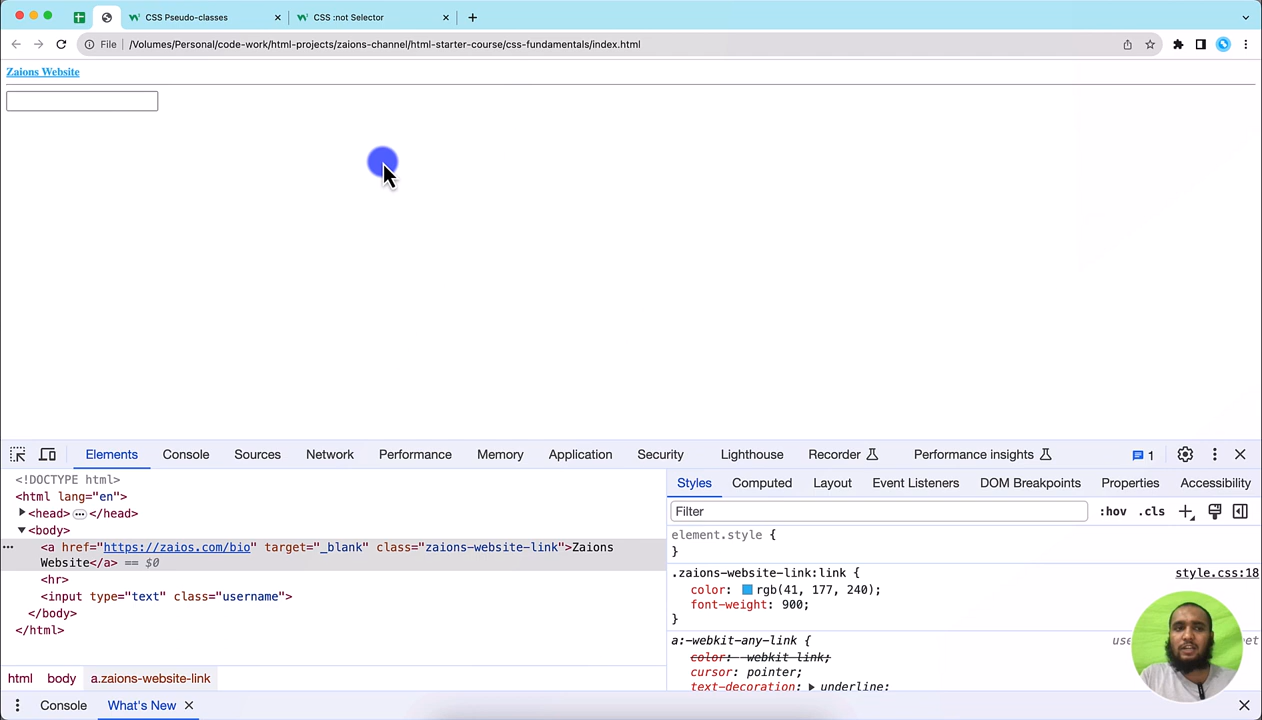 CSS Pseudo-classes
CSS :not Selector
File
/Volumes/Personal/code-work/html-projects/zaions-channel/html-starter-course/css-fundamentals/index.html
Zaions Website
Elements Console Sources Network Performance Memory Application Security Lighthouse Recorder Performance insights 1
<!DOCTYPE html>
<html lang="en">
<head> ⋯ </head>
<body>
<a href="https://zaios.com/bio" target="_blank" class="zaions-website-link">Zaions
Website</a> == $0
<hr>
<input type="text" class="username">
</body>
</html>
html body a.zaions-website-link
Styles Computed Layout Event Listeners DOM Breakpoints Properties Accessibility
Filter :hov .cls
element.style {
}
.zaions-website-link:link { style.css:18
color: rgb(41, 177, 240);
font-weight: 900;
}
a:-webkit-any-link {
color: -webkit-link;
cursor: pointer;
text-decoration: underline;
Console What's New